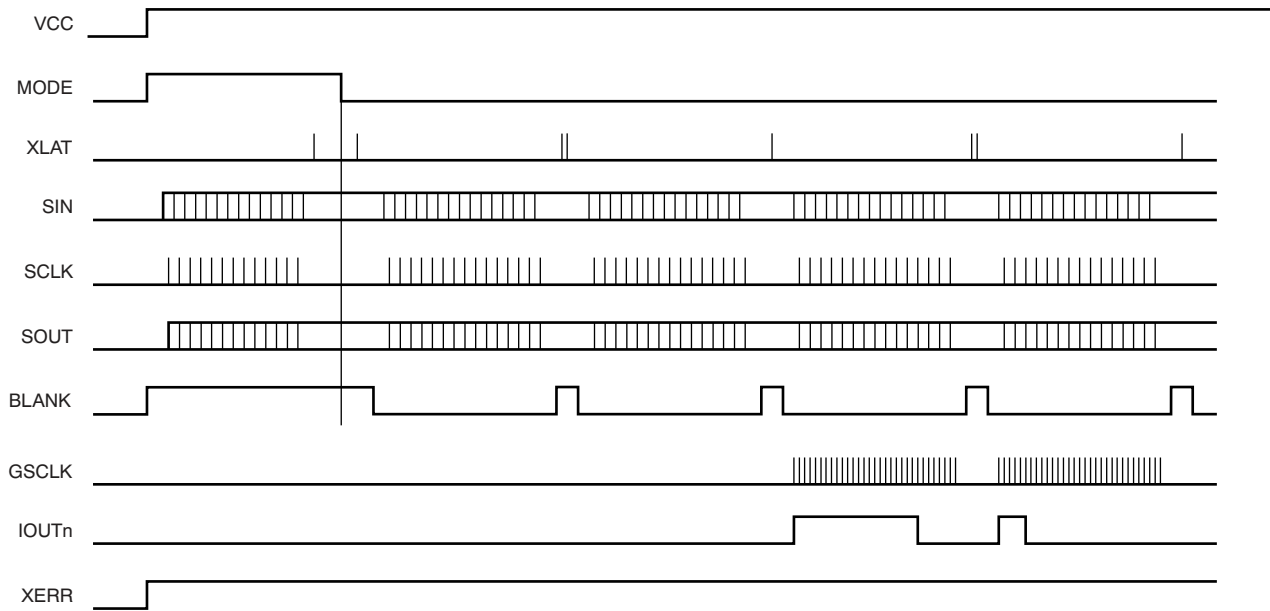 VCC
MODE
XLAT
SIN
SCLK
SOUT
BLANK
GSCLK
IOUTn
XERR